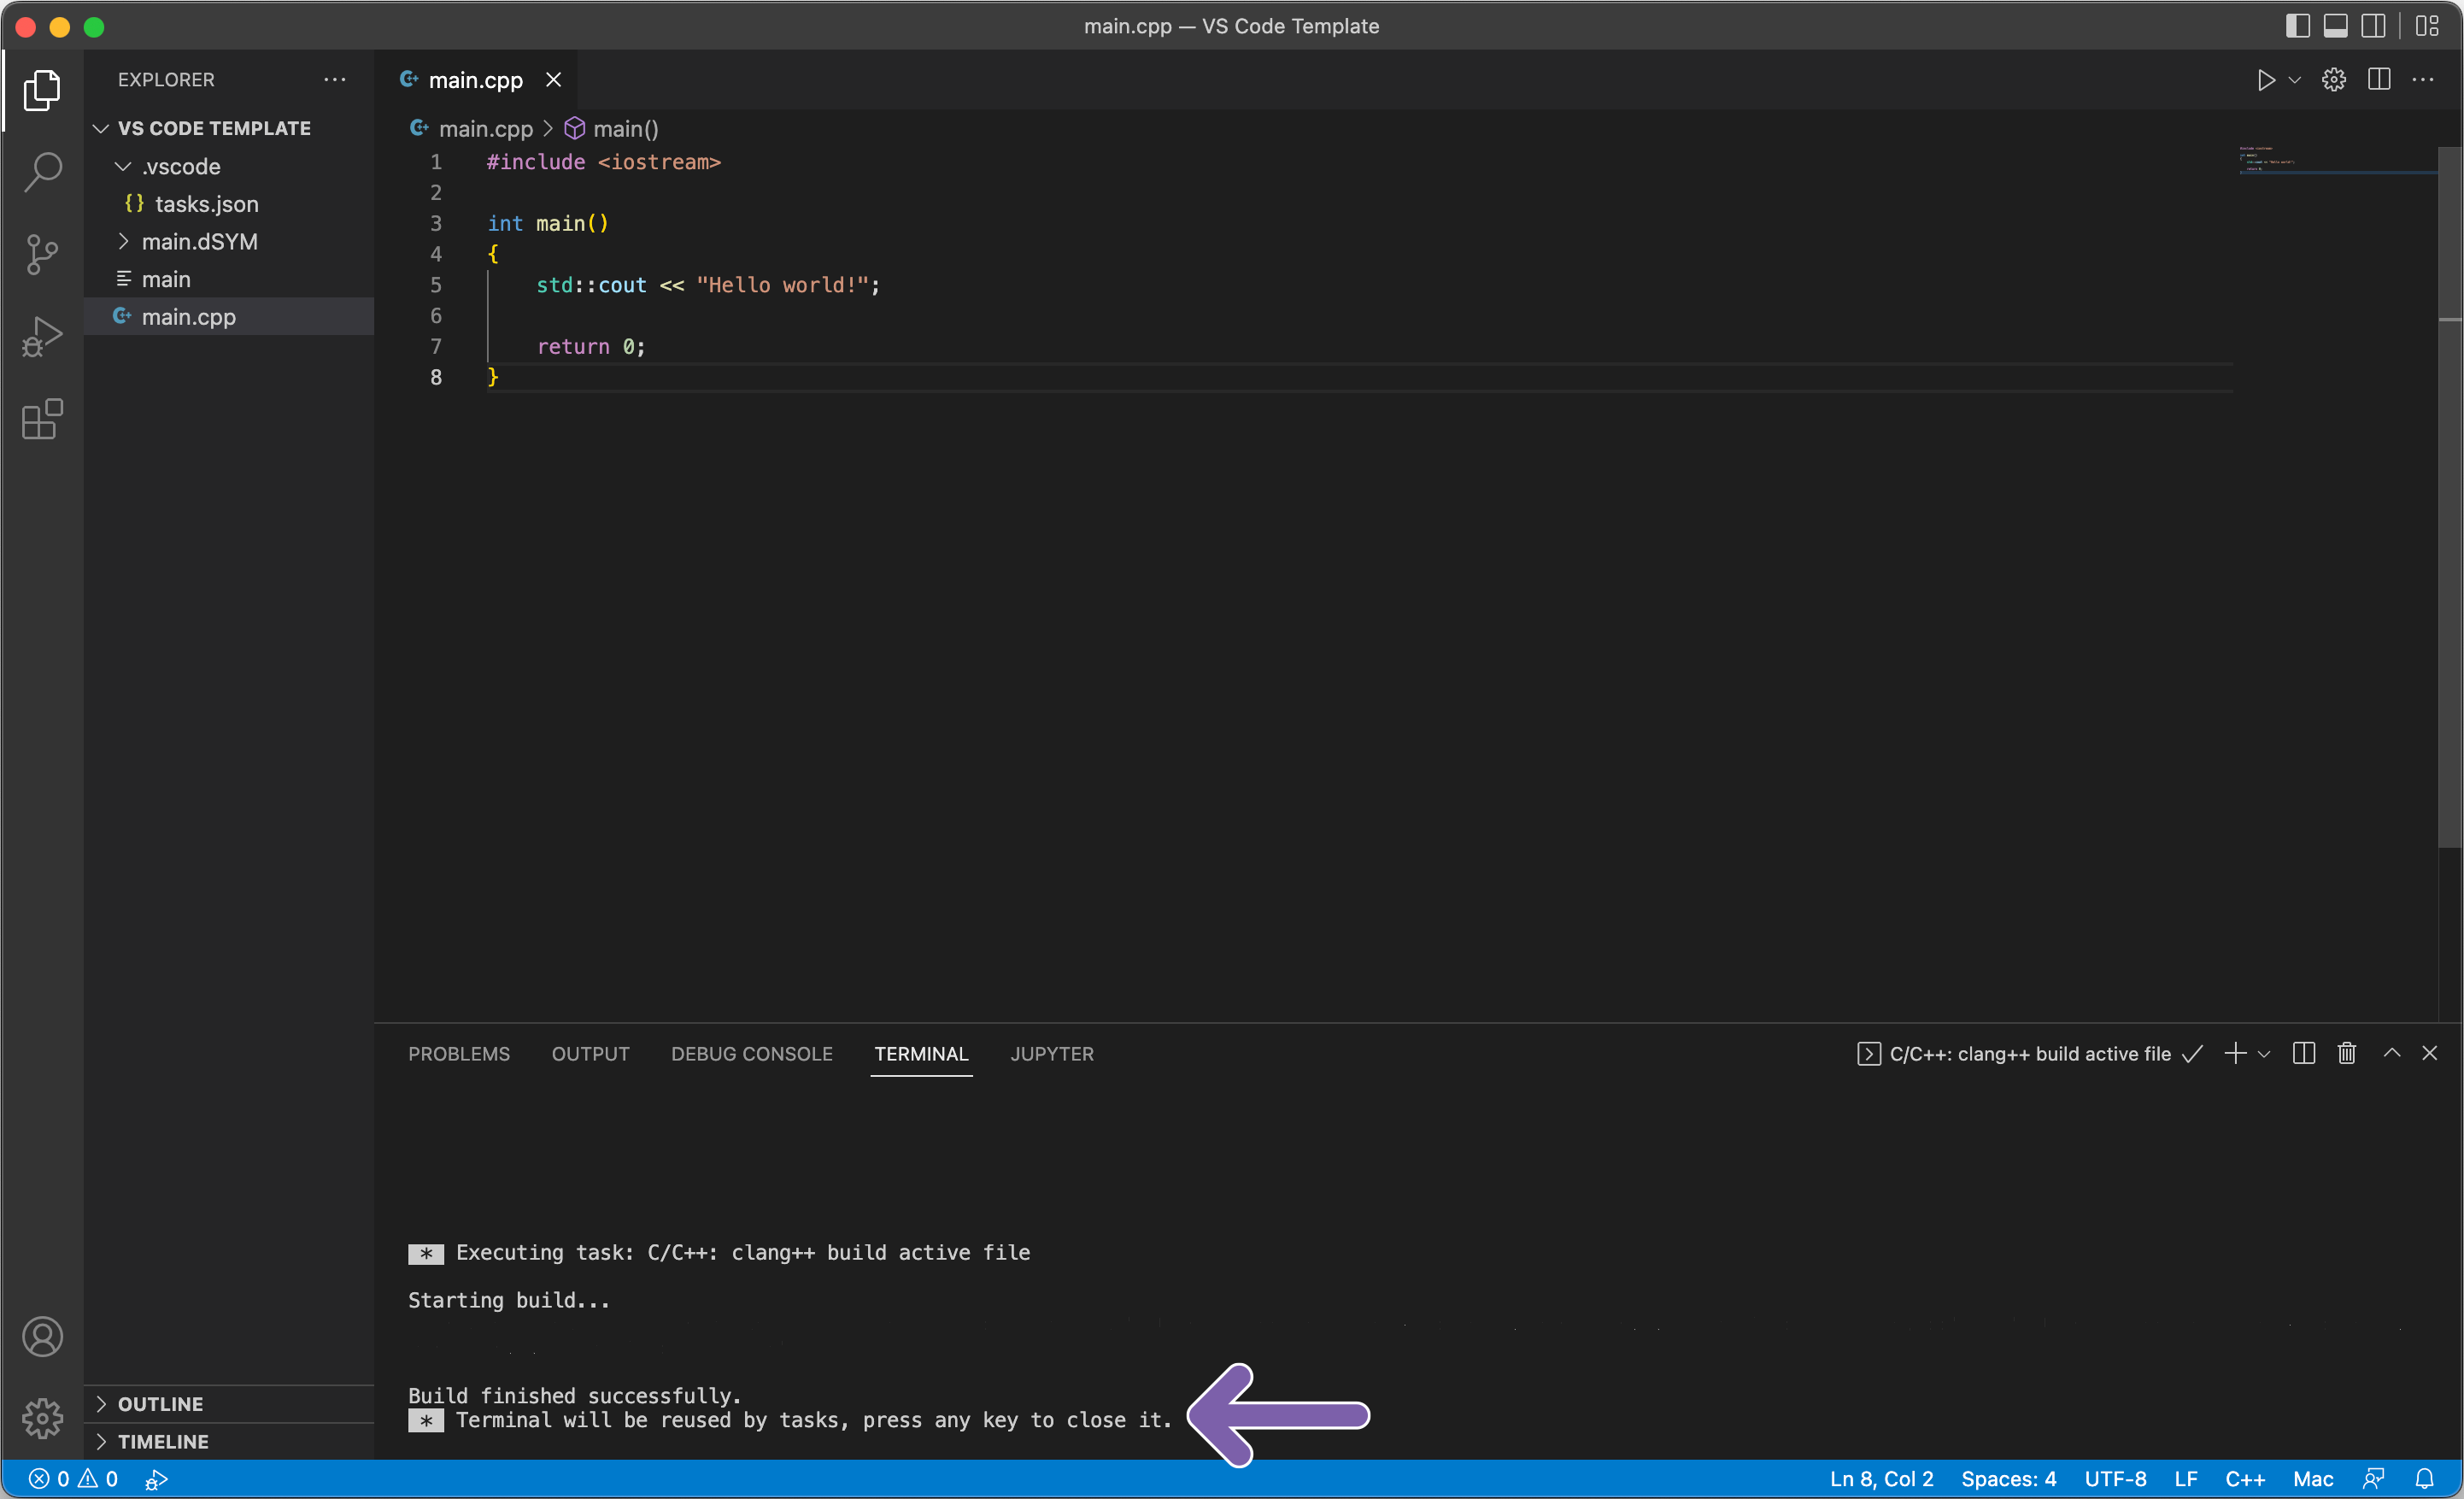 main.cpp — VS Code Template
EXPLORER
main.cpp
VS CODE TEMPLATE
main.cpp > main()
.vscode
tasks.json
main.dSYM
main
main.cpp
1 #include <iostream>
2
3 int main()
4 {
5 std::cout << "Hello world!";
6
7 return 0;
8 }
PROBLEMS OUTPUT DEBUG CONSOLE TERMINAL JUPYTER
C/C++: clang++ build active file
* Executing task: C/C++: clang++ build active file
Starting build...
Build finished successfully.
* Terminal will be reused by tasks, press any key to close it.
OUTLINE
TIMELINE
0 0
Ln 8, Col 2 Spaces: 4 UTF-8 LF C++ Mac